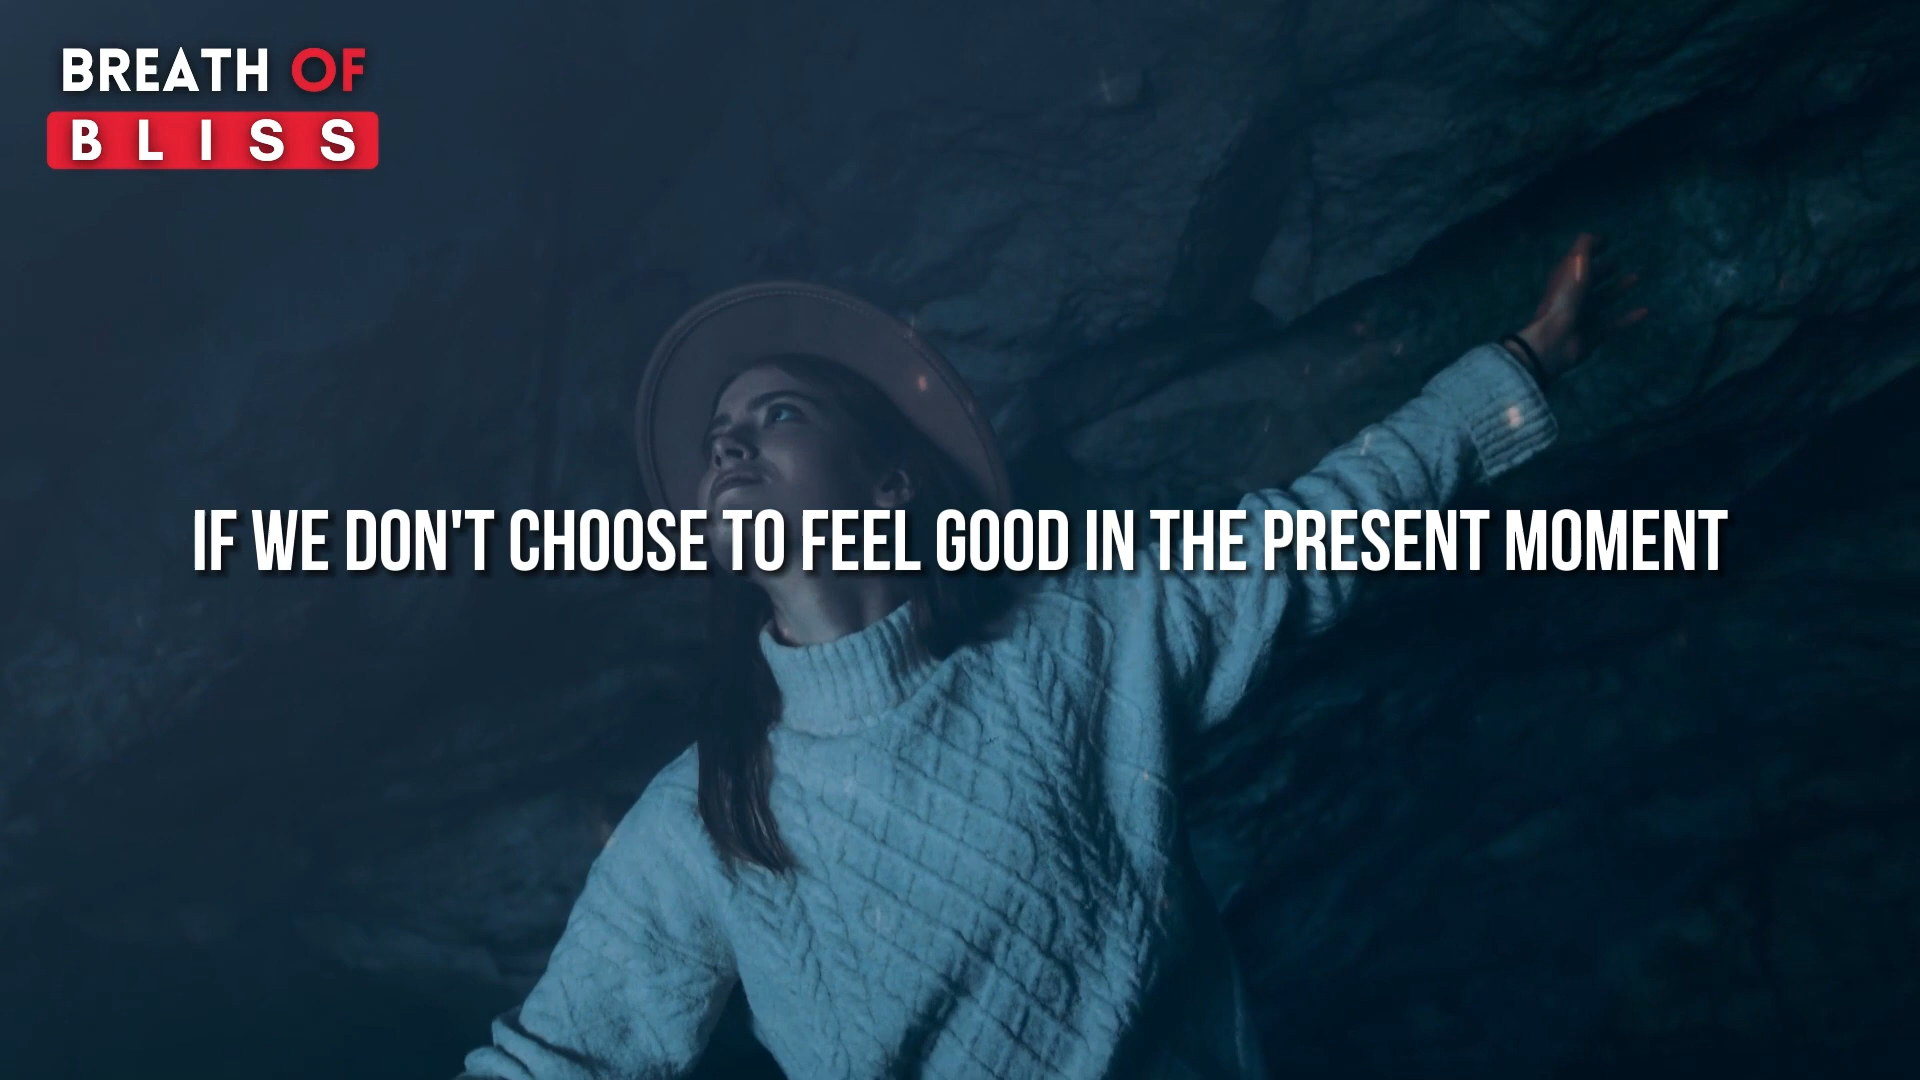 BREATH OF
BLISS
IF WE DON'T CHOOSE TO FEEL GOOD IN THE PRESENT MOMENT